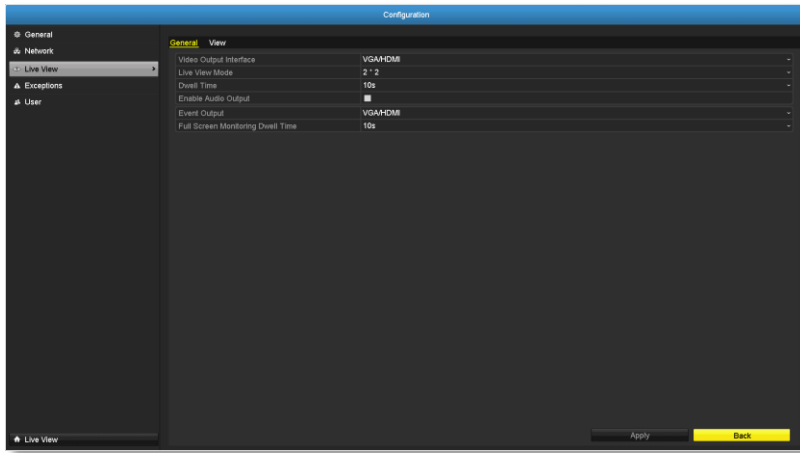 Configuration
General
Network
Live View
Exceptions
User
General View
Video Output Interface VGA/HDMI
Live View Mode 2 * 2
Dwell Time 10s
Enable Audio Output
Event Output VGA/HDMI
Full Screen Monitoring Dwell Time 10s
Live View
Apply Back